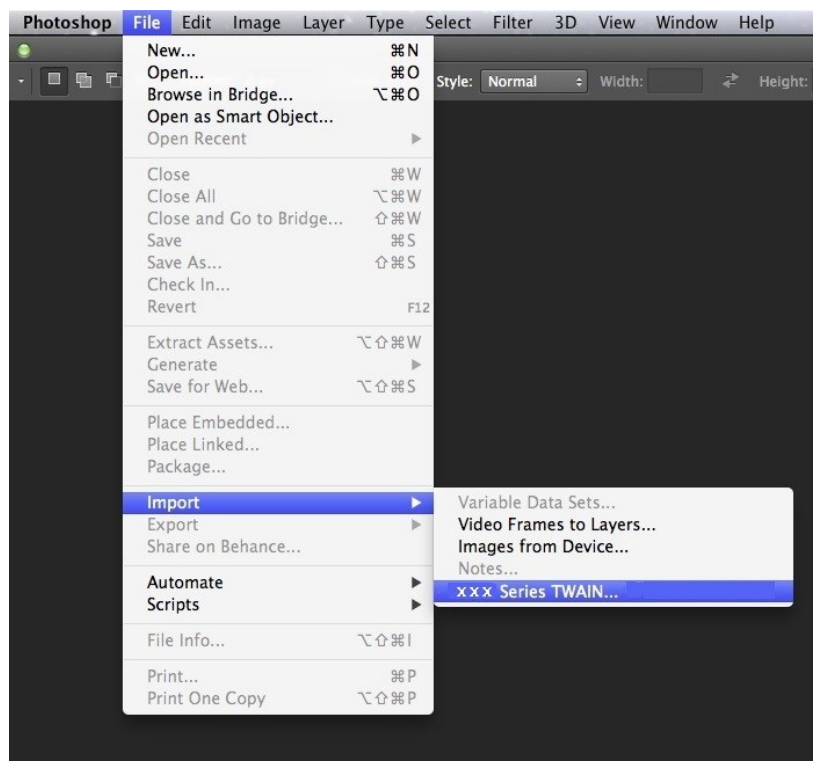 Photoshop File Edit Image Layer Type Select Filter 3D View Window Help
Style: Normal Width: Height:
New... ⌘N
Open... ⌘O
Browse in Bridge... ⌥⌘O
Open as Smart Object...
Open Recent ▶
Close ⌘W
Close All ⌥⌘W
Close and Go to Bridge... ⇧⌘W
Save ⌘S
Save As... ⇧⌘S
Check In...
Revert F12
Extract Assets... ⌥⇧⌘W
Generate ▶
Save for Web... ⌥⇧⌘S
Place Embedded...
Place Linked...
Package...
Import ▶
Export ▶
Share on Behance...
Automate ▶
Scripts ▶
File Info... ⌥⇧⌘I
Print... ⌘P
Print One Copy ⌥⇧⌘P
Variable Data Sets...
Video Frames to Layers...
Images from Device...
Notes...
xxx Series TWAIN...